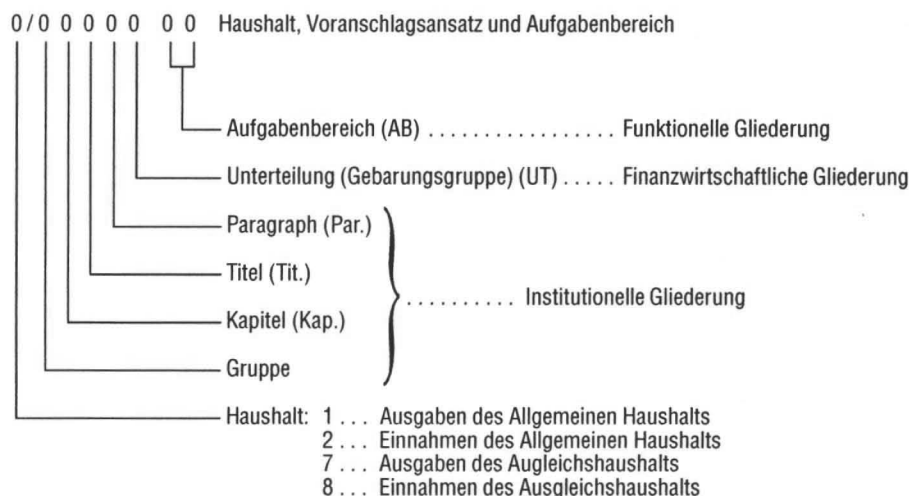 0/0 0 0 0 0 0 0 Haushalt, Voranschlagsansatz und Aufgabenbereich
Aufgabenbereich (AB) . . . . . . . . . . . . . . . . . Funktionelle Gliederung
Unterteilung (Gebarungsgruppe) (UT) . . . . . Finanzwirtschaftliche Gliederung
Paragraph (Par.)
Titel (Tit.)
. . . . . . . . . . Institutionelle Gliederung
Kapitel (Kap.)
Gruppe
Haushalt: 1 . . . Ausgaben des Allgemeinen Haushalts
2 . . . Einnahmen des Allgemeinen Haushalts
7 . . . Ausgaben des Augleichshaushalts
8 . . . Einnahmen des Ausgleichshaushalts